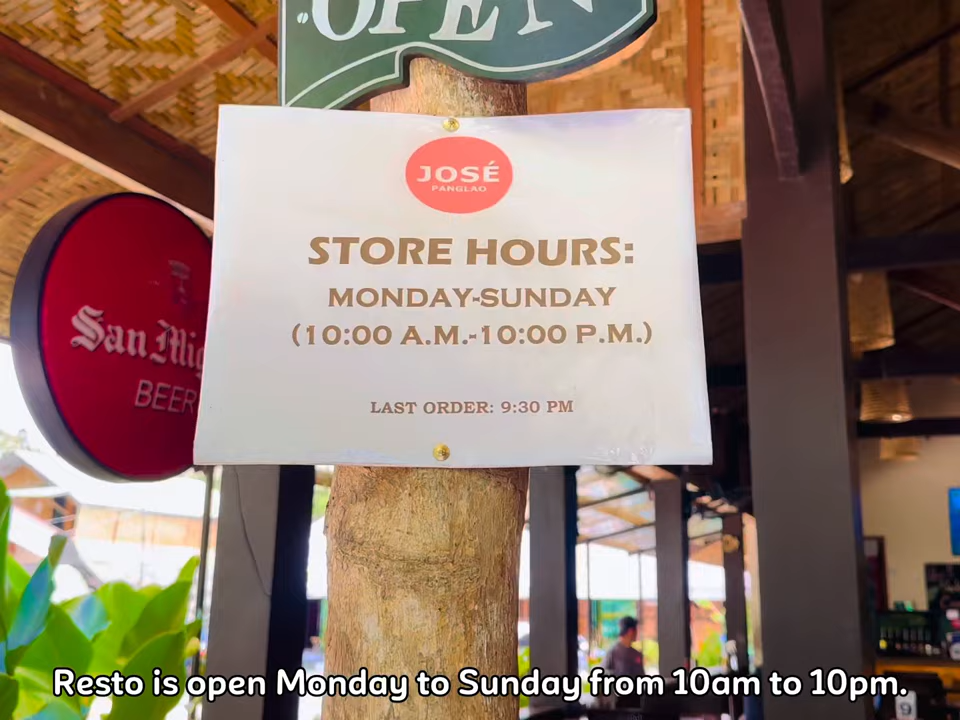 OPEN
JOSÉ
PANGLAO
STORE HOURS:
MONDAY-SUNDAY
(10:00 A.M.-10:00 P.M.)
LAST ORDER: 9:30 PM
San Mig
BEER
9
Resto is open Monday to Sunday from 10am to 10pm.